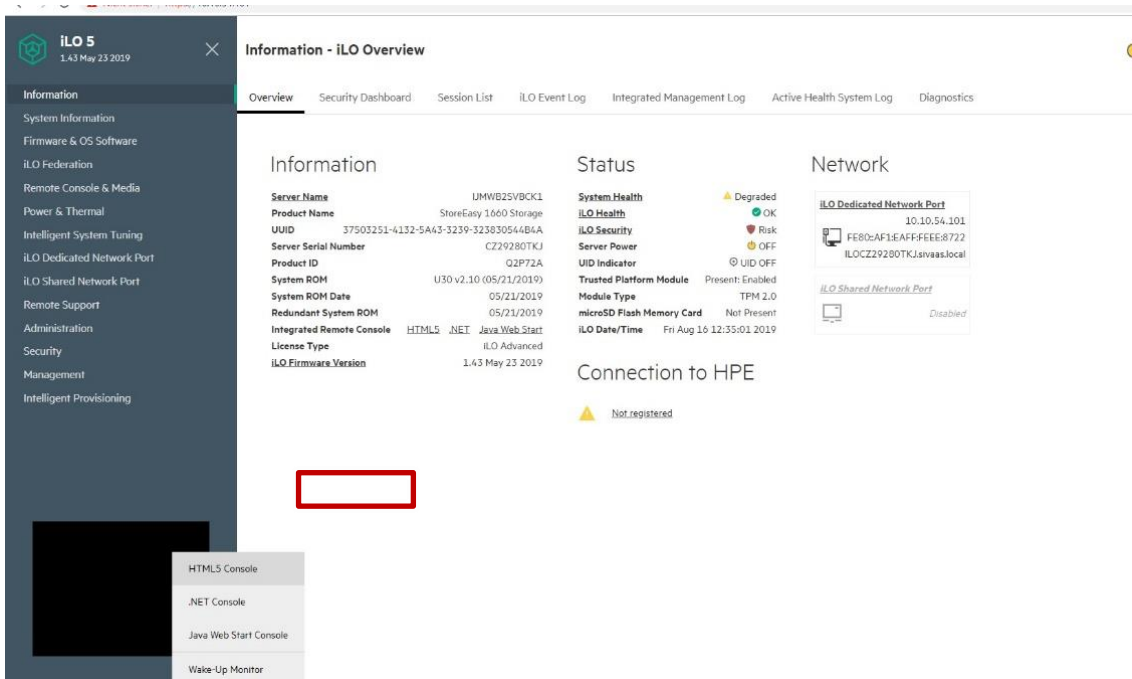 iLO 5
1.43 May 23 2019
Information
System Information
Firmware & OS Software
iLO Federation
Remote Console & Media
Power & Thermal
Intelligent System Tuning
iLO Dedicated Network Port
iLO Shared Network Port
Remote Support
Administration
Security
Management
Intelligent Provisioning
HTML5 Console
.NET Console
Java Web Start Console
Wake-Up Monitor
Information - iLO Overview
Overview Security Dashboard Session List iLO Event Log Integrated Management Log Active Health System Log Diagnostics
Information
Server Name IJMWB2SVBCK1
Product Name StoreEasy 1660 Storage
UUID 37503251-4132-5A43-3239-323830544B4A
Server Serial Number CZ29280TKJ
Product ID Q2P72A
System ROM U30 v2.10 (05/21/2019)
System ROM Date 05/21/2019
Redundant System ROM 05/21/2019
Integrated Remote Console HTML5 .NET Java Web Start
License Type iLO Advanced
iLO Firmware Version 1.43 May 23 2019
Status
System Health Degraded
iLO Health OK
iLO Security Risk
Server Power OFF
UID Indicator UID OFF
Trusted Platform Module Present: Enabled
Module Type TPM 2.0
microSD Flash Memory Card Not Present
iLO Date/Time Fri Aug 16 12:35:01 2019
Connection to HPE
Not registered
Network
iLO Dedicated Network Port
10.10.54.101
FE80::AF1:EAFF:FEEE:8722
ILOCZ29280TKJ.sivaas.local
iLO Shared Network Port
Disabled